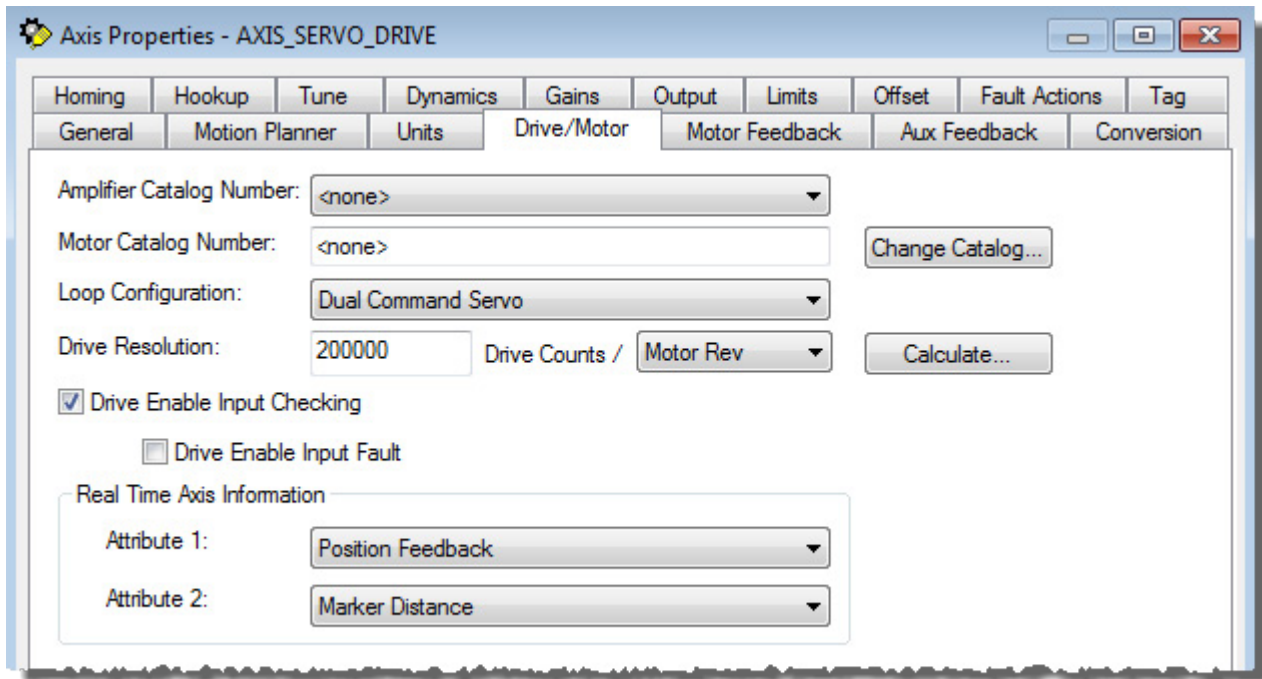 Axis Properties - AXIS_SERVO_DRIVE
Homing Hookup Tune Dynamics Gains Output Limits Offset Fault Actions Tag
General Motion Planner Units Drive/Motor Motor Feedback Aux Feedback Conversion
Amplifier Catalog Number: <none>
Motor Catalog Number: <none> Change Catalog...
Loop Configuration: Dual Command Servo
Drive Resolution: 200000 Drive Counts / Motor Rev Calculate...
Drive Enable Input Checking
Drive Enable Input Fault
Real Time Axis Information
Attribute 1: Position Feedback
Attribute 2: Marker Distance